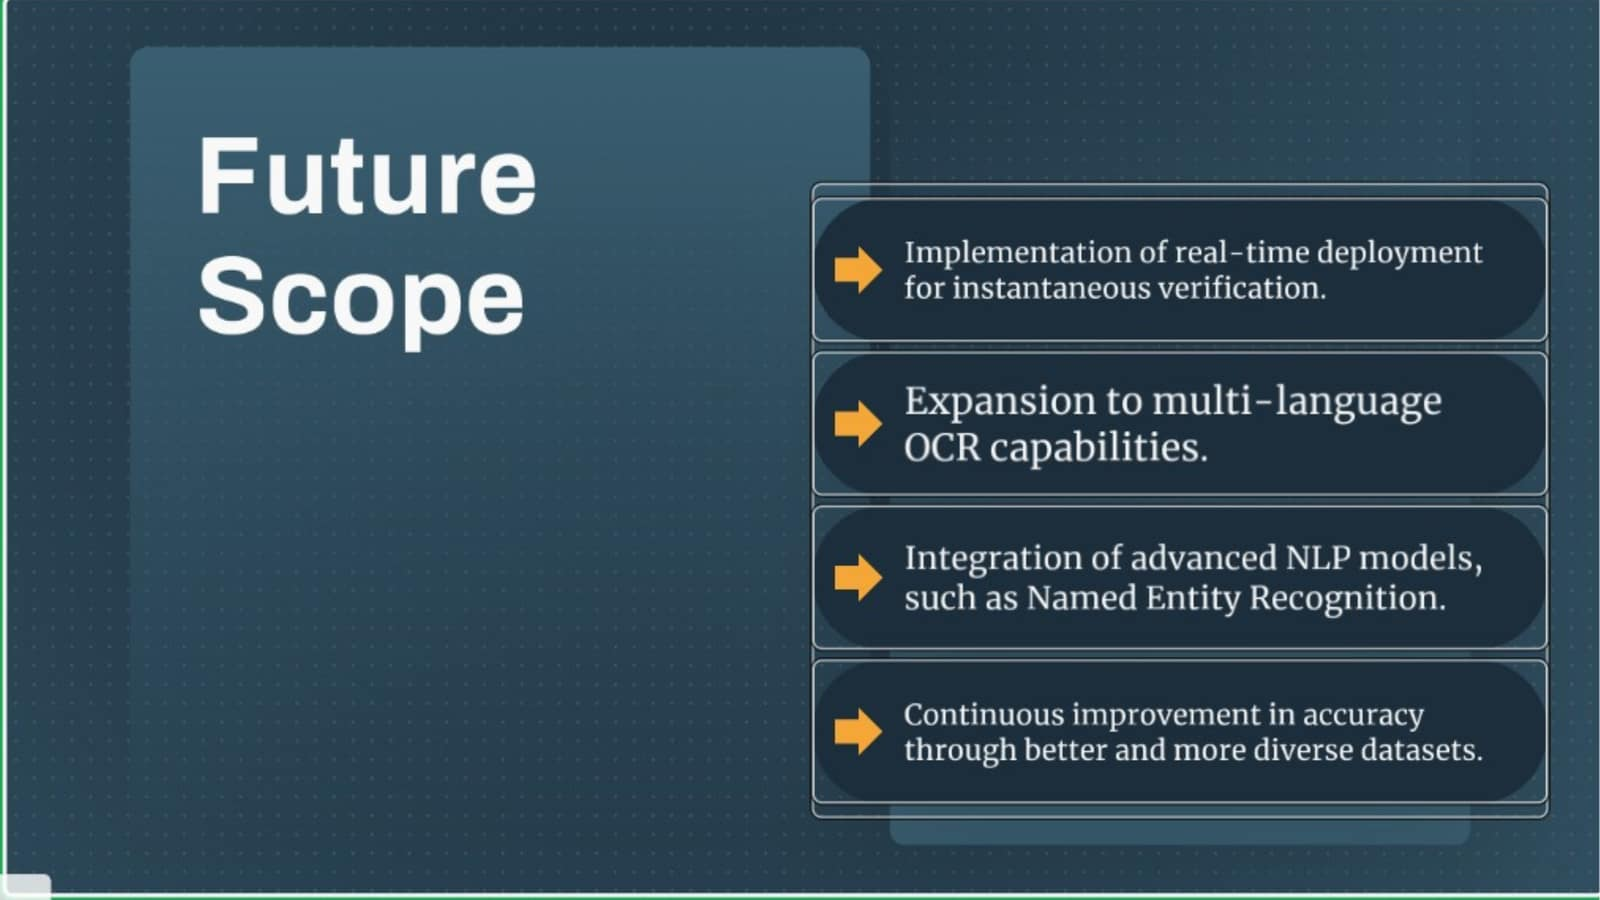 Future
Scope
Implementation of real-time deployment
for instantaneous verification.
Expansion to multi-language
OCR capabilities.
Integration of advanced NLP models,
such as Named Entity Recognition.
Continuous improvement in accuracy
through better and more diverse datasets.